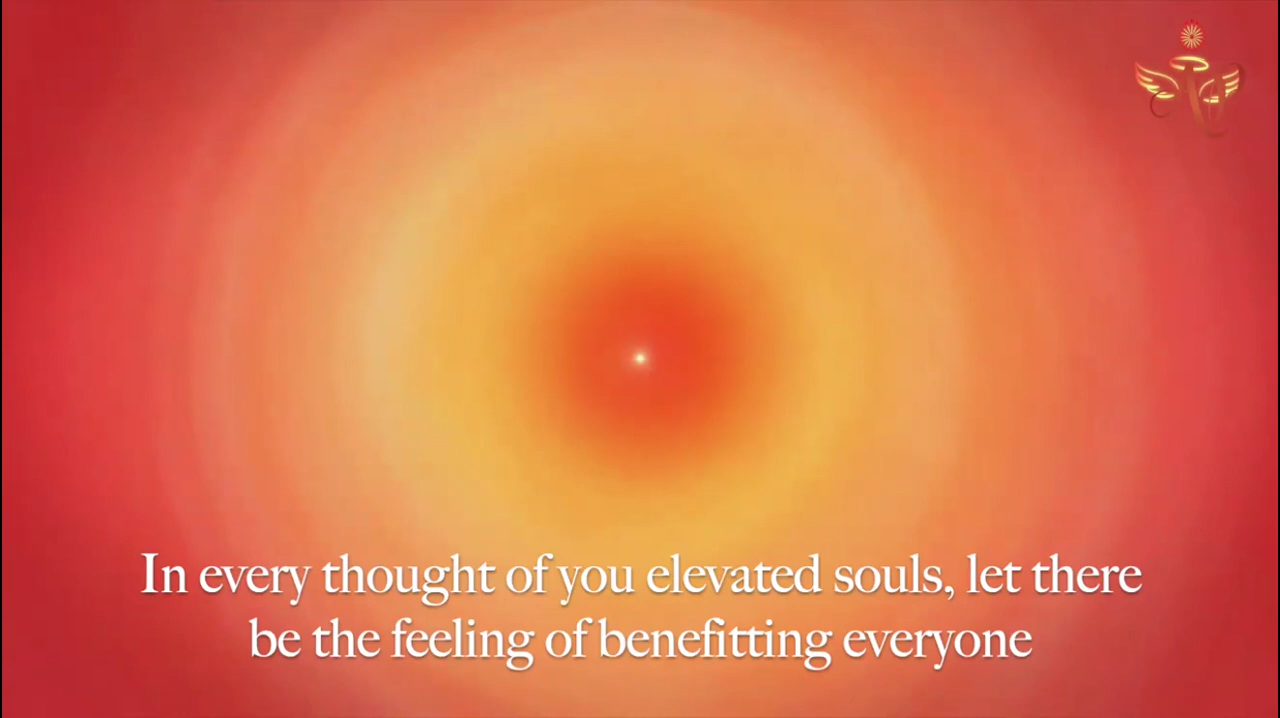 In every thought of you elevated souls, let there
be the feeling of benefitting everyone